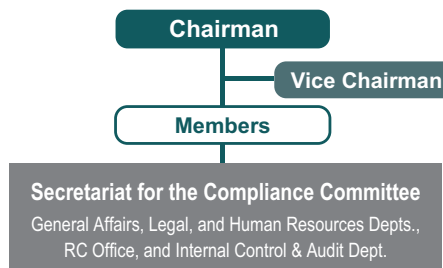 Chairman
Vice Chairman
Members
Secretariat for the Compliance Committee
General Affairs, Legal, and Human Resources Depts.,
RC Office, and Internal Control & Audit Dept.